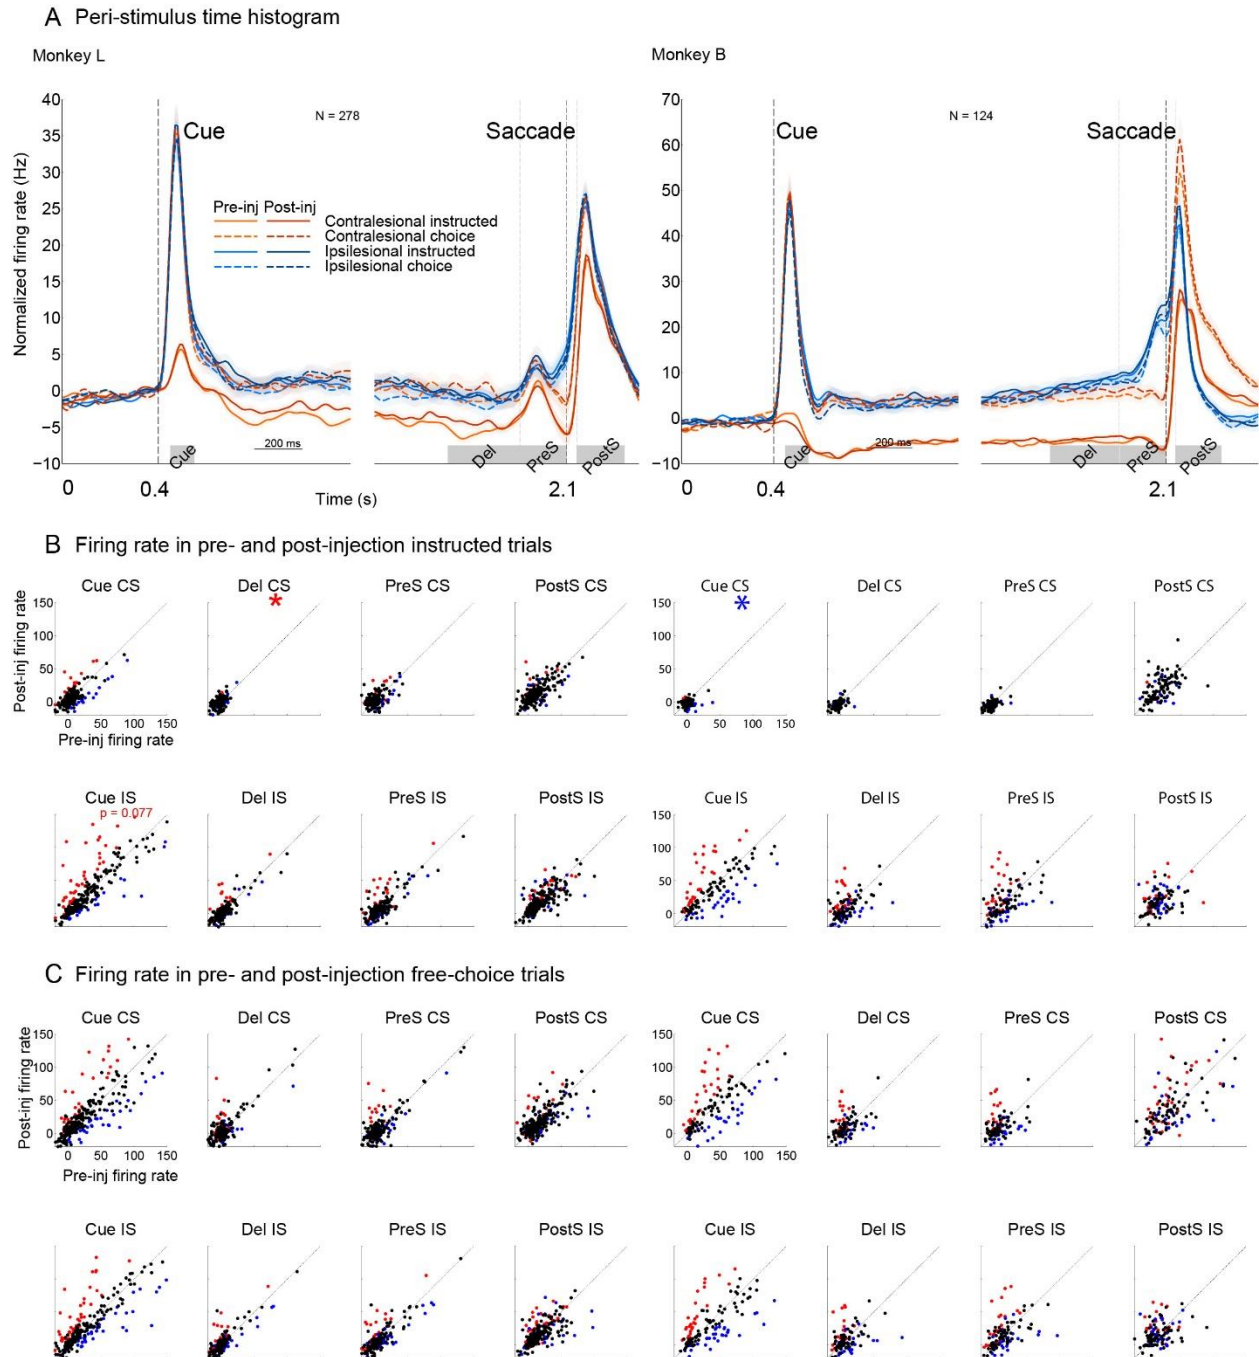 A Peri-stimulus time histogram
Monkey L
Monkey B
40
35
30
25
20
15
10
5
0
−5
−10
Normalized firing rate (Hz)
N = 278
Cue
Saccade
Pre-inj Post-inj
Contralesional instructed
Contralesional choice
Ipsilesional instructed
Ipsilesional choice
200 ms
Cue
Del
PreS
PostS
0
0.4
Time (s)
2.1
70
60
50
40
30
20
10
0
−10
N = 124
Cue
Saccade
200 ms
Cue
Del
PreS
PostS
0
0.4
2.1
B Firing rate in pre- and post-injection instructed trials
Cue CS
Del CS
*
PreS CS
PostS CS
Cue CS
*
Del CS
PreS CS
PostS CS
Post-inj firing rate
150
100
50
0
0 50 100 150
Pre-inj firing rate
150
100
50
0
0 50 100 150
Cue IS
p = 0.077
Del IS
PreS IS
PostS IS
Cue IS
Del IS
PreS IS
PostS IS
150
100
50
0
C Firing rate in pre- and post-injection free-choice trials
Cue CS
Del CS
PreS CS
PostS CS
Cue CS
Del CS
PreS CS
PostS CS
Post-inj firing rate
150
100
50
0
0 50 100 150
Pre-inj firing rate
150
100
50
0
0 50 100 150
Cue IS
Del IS
PreS IS
PostS IS
Cue IS
Del IS
PreS IS
PostS IS